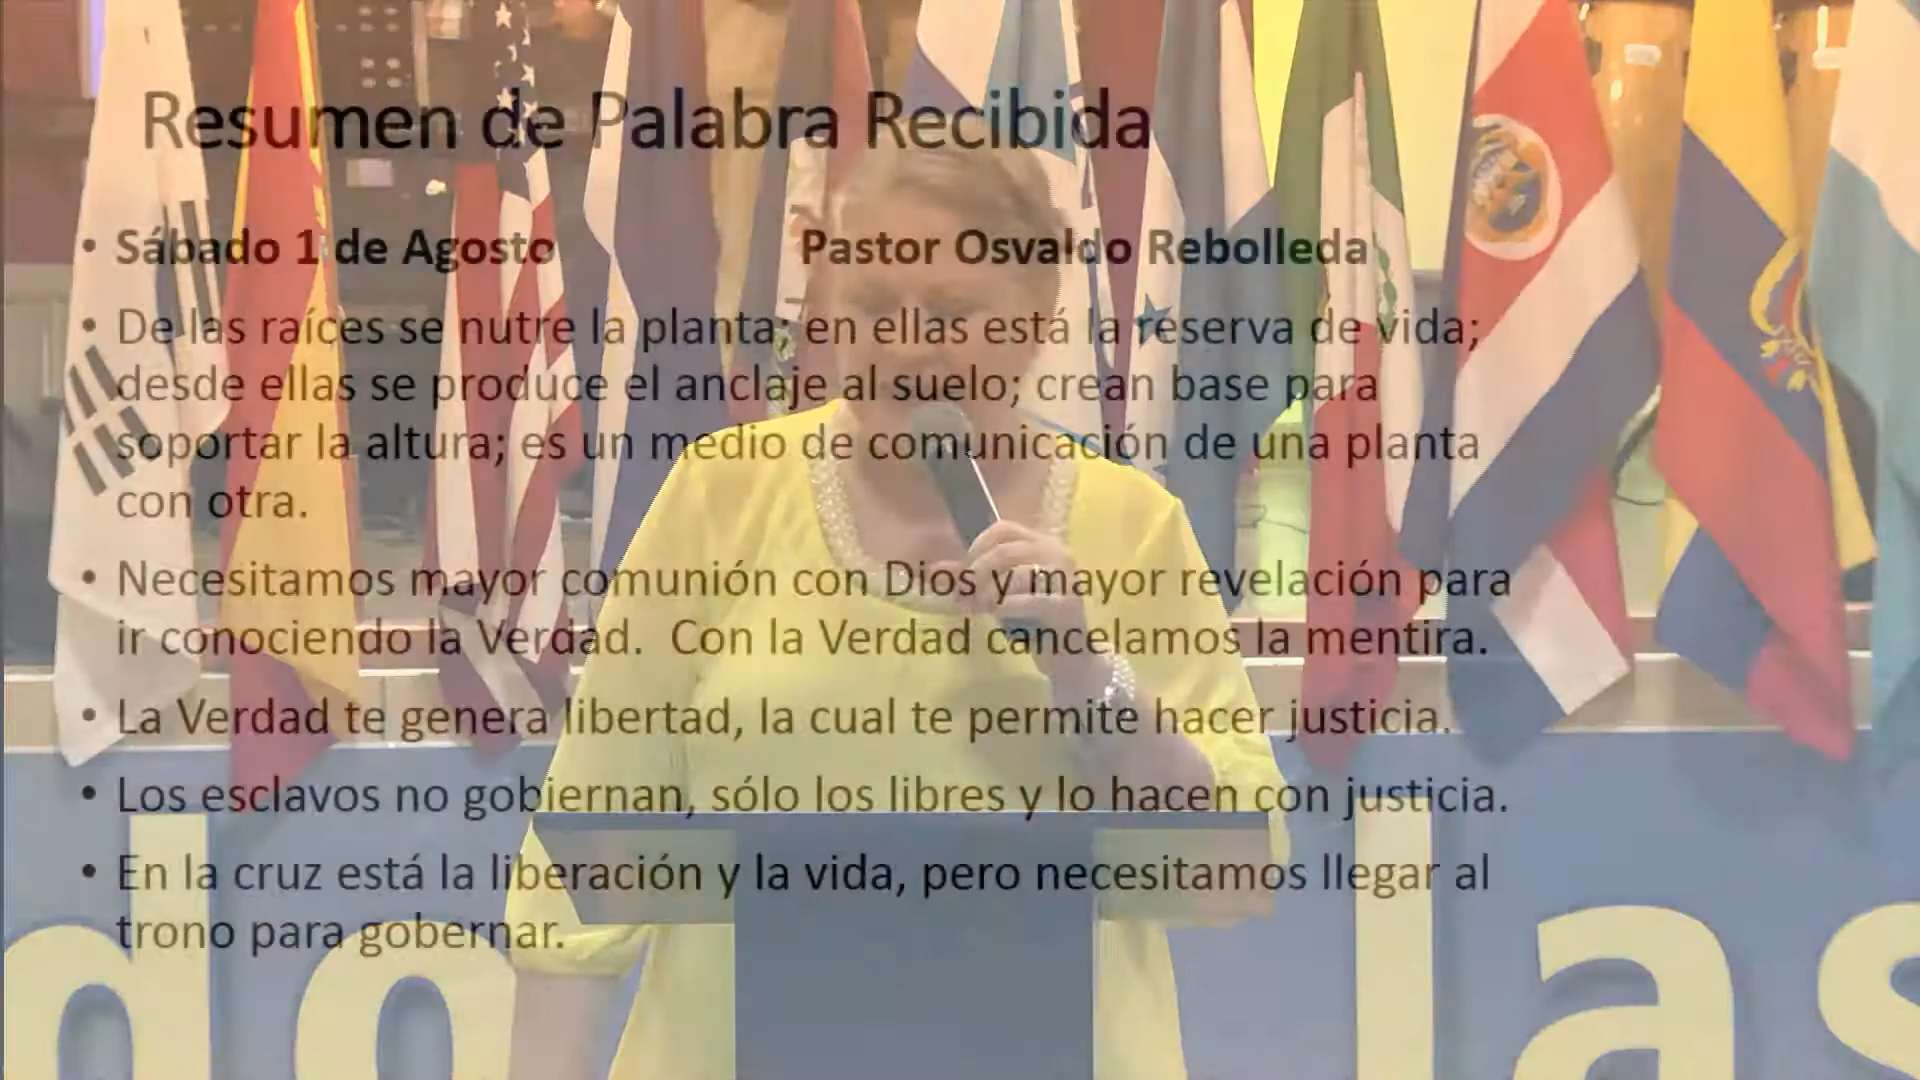 Resumen de Palabra Recibida
• Sábado 1 de Agosto Pastor Osvaldo Rebolleda
• De las raíces se nutre la planta; en ellas está la reserva de vida;
desde ellas se produce el anclaje al suelo; crean base para
soportar la altura; es un medio de comunicación de una planta
con otra.
• Necesitamos mayor comunión con Dios y mayor revelación para
ir conociendo la Verdad. Con la Verdad cancelamos la mentira.
• La Verdad te genera libertad, la cual te permite hacer justicia.
• Los esclavos no gobiernan, sólo los libres y lo hacen con justicia.
• En la cruz está la liberación y la vida, pero necesitamos llegar al
trono para gobernar.
do las